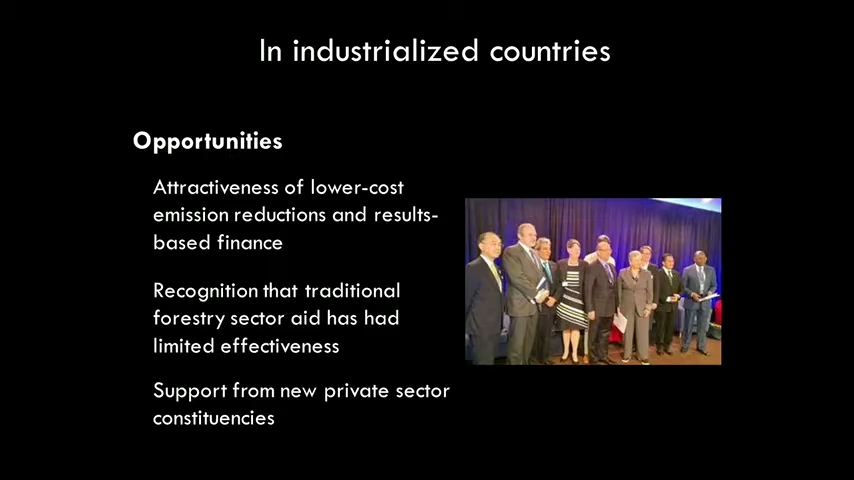 In industrialized countries
Opportunities
Attractiveness of lower-cost
emission reductions and results-
based finance
Recognition that traditional
forestry sector aid has had
limited effectiveness
Support from new private sector
constituencies